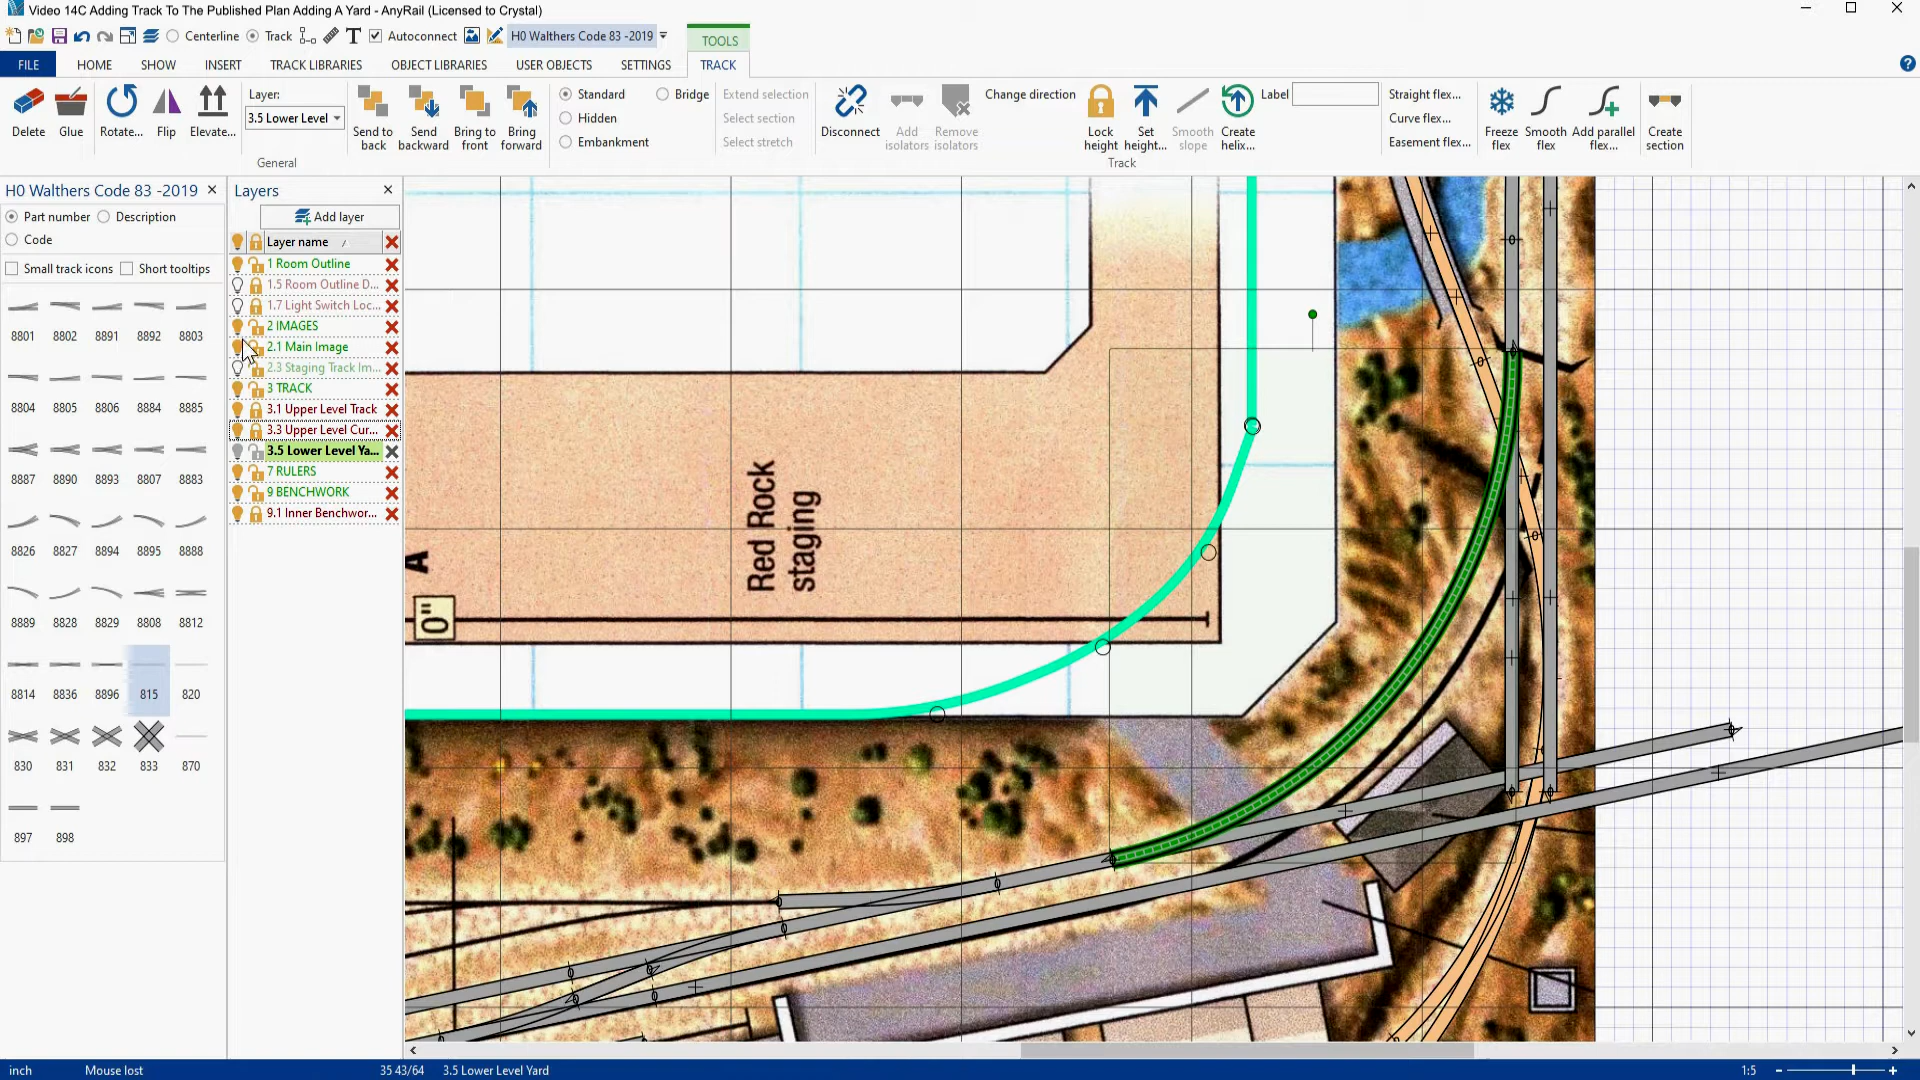 Video 14C Adding Track To The Published Plan Adding A Yard - AnyRail (Licensed to Crystal)
Centerline Track Autoconnect H0 Walthers Code 83 -2019 TOOLS
FILE HOME SHOW INSERT TRACK LIBRARIES OBJECT LIBRARIES USER OBJECTS SETTINGS TRACK
Delete Glue Rotate... Flip Elevate...
Layer:
3.5 Lower Level
General
Send to back
Send backward
Bring to front
Bring forward
Standard Bridge
Hidden
Embankment
Extend selection
Select section
Select stretch
Disconnect
Add isolators
Remove isolators
Change direction
Lock height
Set height...
Smooth slope
Create helix...
Label
Straight flex...
Curve flex...
Easement flex...
Freeze flex
Smooth flex
Add parallel flex...
Create section
Track
H0 Walthers Code 83 -2019
Part number Description
Code
Small track icons Short tooltips
8801 8802 8891 8892 8803
8804 8805 8806 8884 8885
8887 8890 8893 8807 8883
8826 8827 8894 8895 8888
8889 8828 8829 8808 8812
8814 8836 8896 815 820
830 831 832 833 870
897 898
Layers
Add layer
Layer name
1 Room Outline
1.5 Room Outline D...
1.7 Light Switch Loc...
2 IMAGES
2.1 Main Image
2.3 Staging Track Im...
3 TRACK
3.1 Upper Level Track
3.3 Upper Level Cur...
3.5 Lower Level Ya...
7 RULERS
9 BENCHWORK
9.1 Inner Benchwor...
A
0"
Red Rock
staging
inch Mouse lost 35 43/64 3.5 Lower Level Yard 1:5